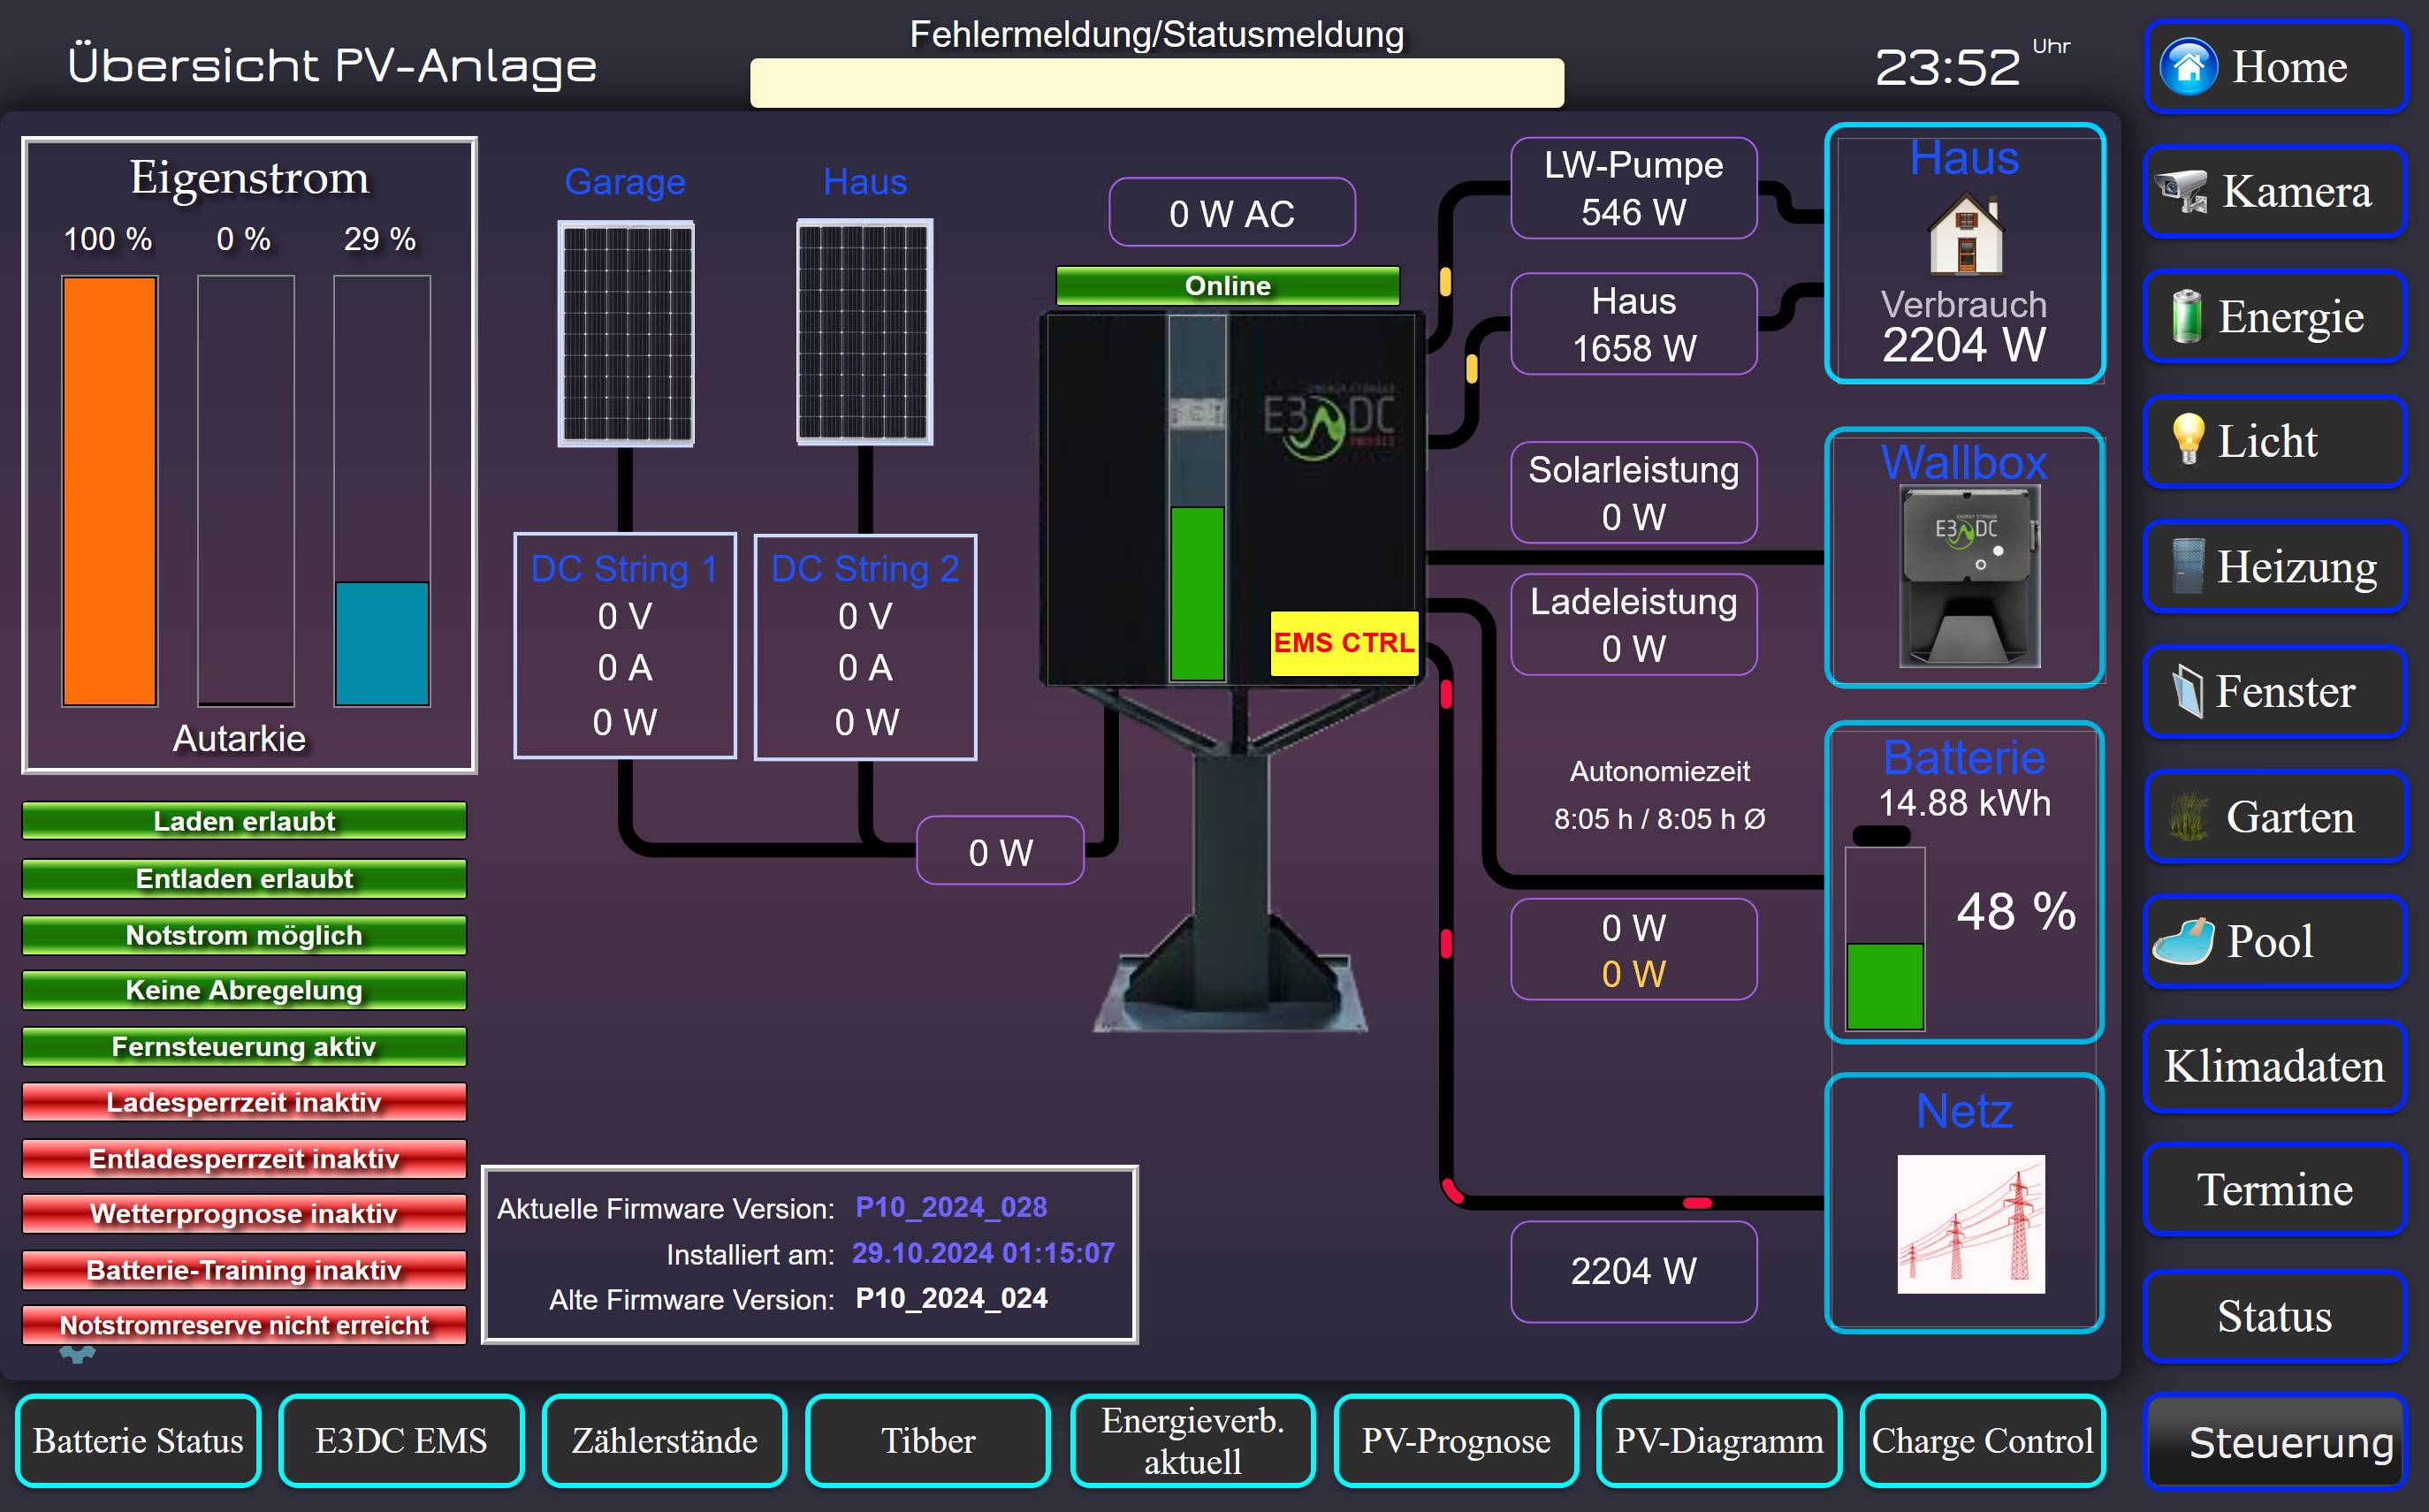 Übersicht PV-Anlage
Fehlermeldung/Statusmeldung
23:52 Uhr
Eigenstrom
100 % 0 % 29 %
Autarkie
Laden erlaubt
Entladen erlaubt
Notstrom möglich
Keine Abregelung
Fernsteuerung aktiv
Ladesperrzeit inaktiv
Entladesperrzeit inaktiv
Wetterprognose inaktiv
Batterie-Training inaktiv
Notstromreserve nicht erreicht
Garage
Haus
DC String 1
0 V
0 A
0 W
DC String 2
0 V
0 A
0 W
0 W
0 W AC
Online
E3DC
EMS CTRL
Aktuelle Firmware Version: P10_2024_028
Installiert am: 29.10.2024 01:15:07
Alte Firmware Version: P10_2024_024
LW-Pumpe
546 W
Haus
1658 W
Solarleistung
0 W
Ladeleistung
0 W
Autonomiezeit
8:05 h / 8:05 h Ø
0 W
0 W
2204 W
Haus
Verbrauch
2204 W
Wallbox
ENERGY STORAGE
E3DC
Batterie
14.88 kWh
48 %
Netz
Home
Kamera
Energie
Licht
Heizung
Fenster
Garten
Pool
Klimadaten
Termine
Status
Steuerung
Batterie Status
E3DC EMS
Zählerstände
Tibber
Energieverb.
aktuell
PV-Prognose
PV-Diagramm
Charge Control